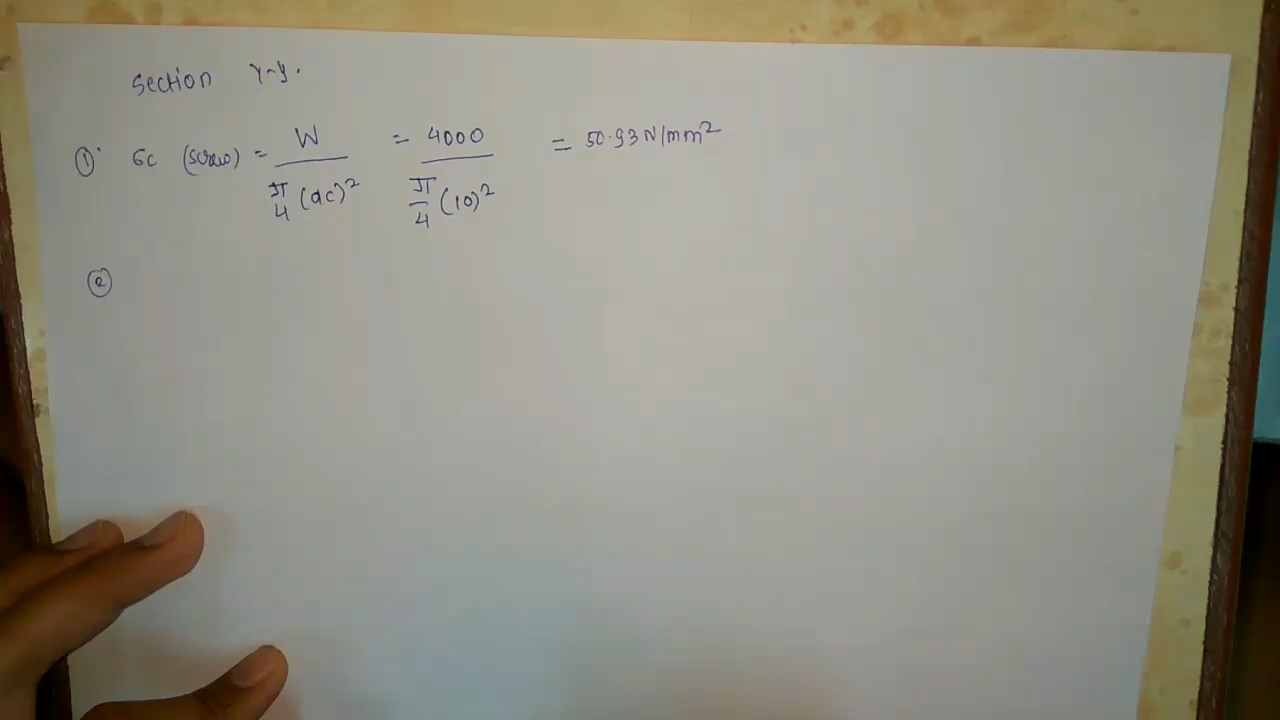 Section Y-Y.
① σc (screw) = W / π/4 (dc)² = 4000 / π/4 (10)² = 50.93 N/mm²
②